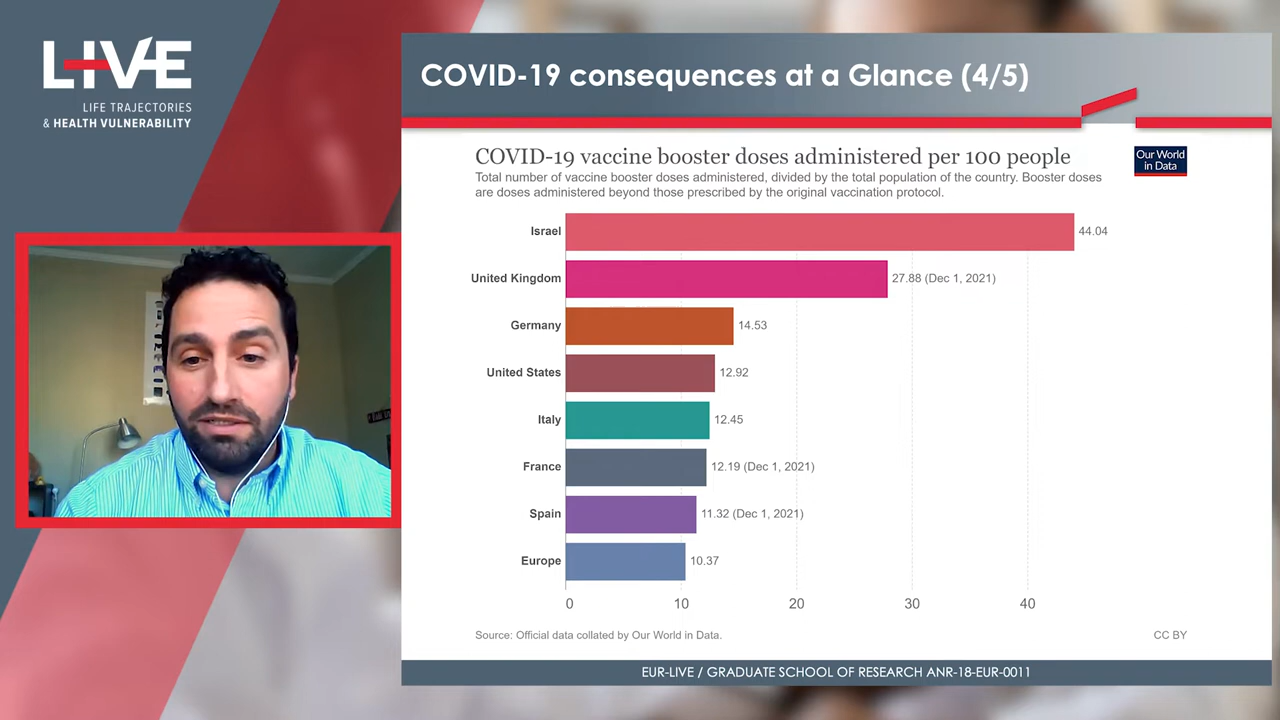 LIVE
LIFE TRAJECTORIES
& HEALTH VULNERABILITY
COVID-19 consequences at a Glance (4/5)
COVID-19 vaccine booster doses administered per 100 people
Our World
in Data
Total number of vaccine booster doses administered, divided by the total population of the country. Booster doses
are doses administered beyond those prescribed by the original vaccination protocol.
Israel 44.04
United Kingdom 27.88 (Dec 1, 2021)
Germany 14.53
United States 12.92
Italy 12.45
France 12.19 (Dec 1, 2021)
Spain 11.32 (Dec 1, 2021)
Europe 10.37
0 10 20 30 40
Source: Official data collated by Our World in Data. CC BY
EUR-LIVE / GRADUATE SCHOOL OF RESEARCH ANR-18-EUR-0011